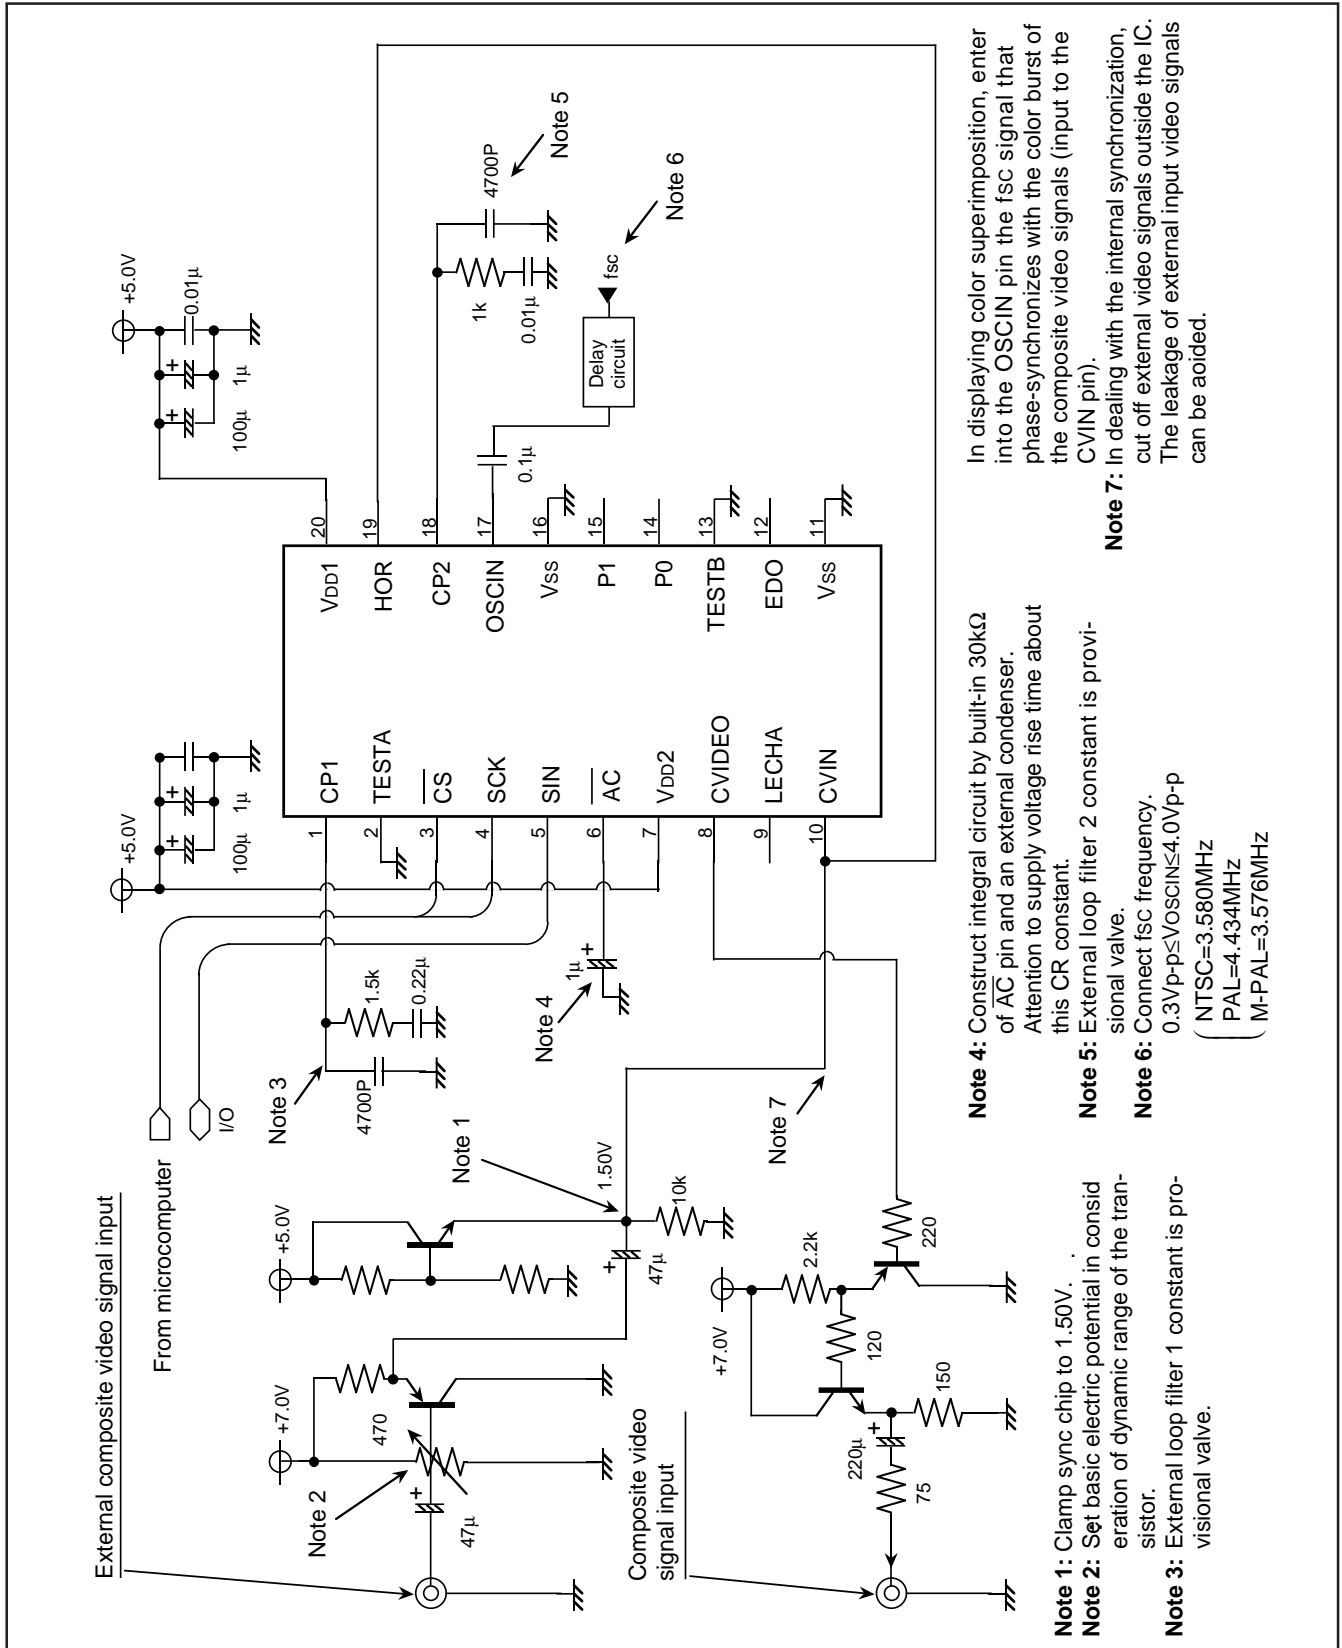 External composite video signal input
From microcomputer
I/O
+5.0V
100μ
1μ
+5.0V
100μ
1μ
0.01μ
Note 3
4700P
1.5k
0.22μ
Note 4
1μ
1 CP1
2 TESTA
3 CS
4 SCK
5 SIN
6 AC
7 VDD2
8 CVIDEO
9 LECHA
10 CVIN
VDD1 20
HOR 19
CP2 18
OSCIN 17
VSS 16
P1 15
P0 14
TESTB 13
EDO 12
VSS 11
1k
0.01μ
4700P
Note 5
0.1μ
Delay
circuit
fsc
Note 6
+7.0V
470
Note 2
47μ
+5.0V
47μ
1.50V
Note 1
10k
Note 7
Composite video
signal input
+7.0V
2.2k
120
220
220μ
150
75
Note 1: Clamp sync chip to 1.50V.
Note 2: Set basic electric potential in consid
eration of dynamic range of the tran-
sistor.
Note 3: External loop filter 1 constant is pro-
visional valve.
Note 4: Construct integral circuit by built-in 30kΩ
of AC pin and an external condenser.
Attention to supply voltage rise time about
this CR constant.
Note 5: External loop filter 2 constant is provi-
sional valve.
Note 6: Connect fsc frequency.
0.3Vp-p≤VOSCIN≤4.0Vp-p
NTSC=3.580MHz
PAL=4.434MHz
M-PAL=3.576MHz
In displaying color superimposition, enter
into the OSCIN pin the fsc signal that
phase-synchronizes with the color burst of
the composite video signals (input to the
CVIN pin).
Note 7: In dealing with the internal synchronization,
cut off external video signals outside the IC.
The leakage of external input video signals
can be aoided.